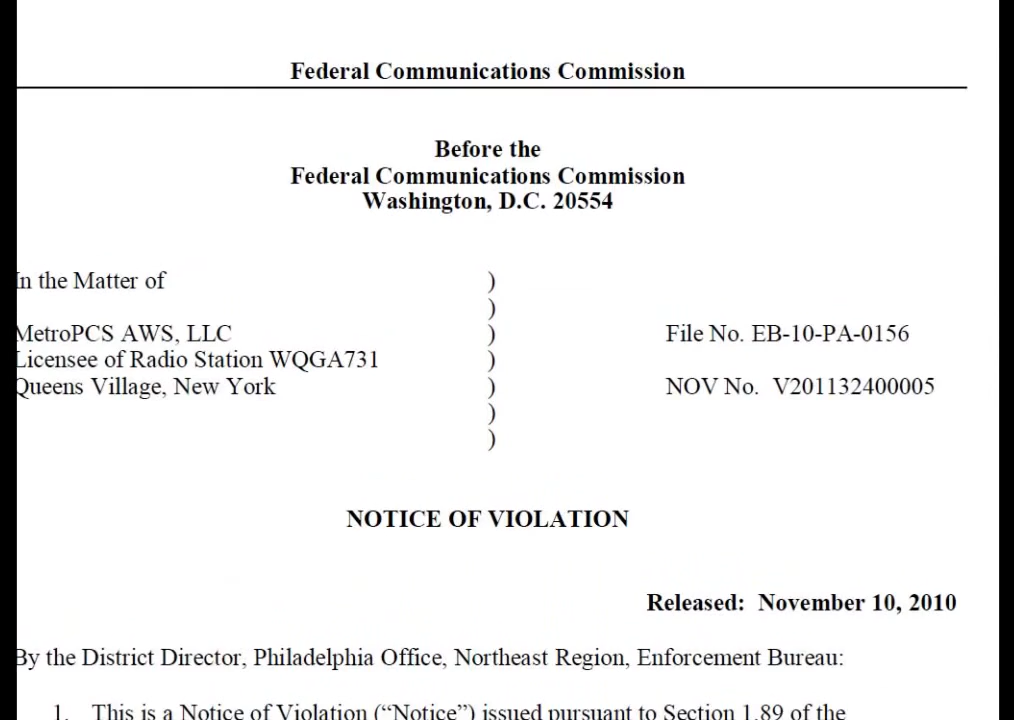 Federal Communications Commission
Before the
Federal Communications Commission
Washington, D.C. 20554
In the Matter of )
)
MetroPCS AWS, LLC ) File No. EB-10-PA-0156
Licensee of Radio Station WQGA731 )
Queens Village, New York ) NOV No. V201132400005
)
)
NOTICE OF VIOLATION
Released: November 10, 2010
By the District Director, Philadelphia Office, Northeast Region, Enforcement Bureau:
1. This is a Notice of Violation (“Notice”) issued pursuant to Section 1.89 of the